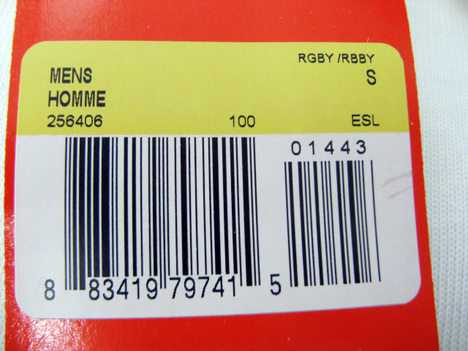 RGBY /RBBY
MENS S
HOMME
256406 100 ESL
01443
8 83419 79741 5